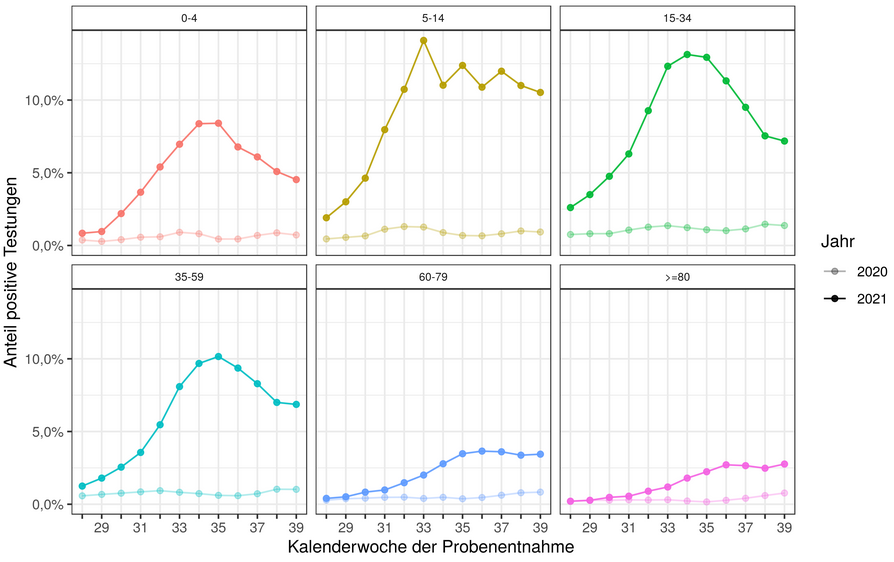 0-4
5-14
15-34
10,0%
5,0%
0,0%
35-59
60-79
>=80
10,0%
5,0%
0,0%
29 31 33 35 37 39
29 31 33 35 37 39
29 31 33 35 37 39
Kalenderwoche der Probenentnahme
Anteil positive Testungen
Jahr
2020
2021